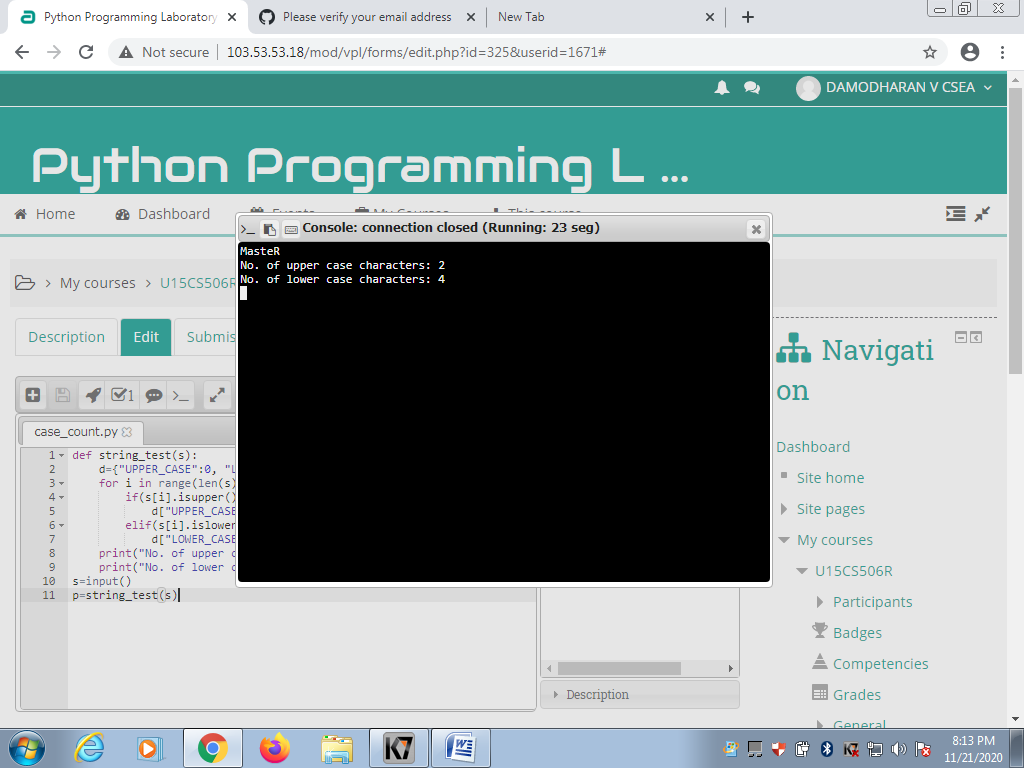 Python Programming Laboratory
Please verify your email address
New Tab
Not secure
103.53.53.18/mod/vpl/forms/edit.php?id=325&userid=1671#
DAMODHARAN V CSEA
Python Programming L ...
Home
Dashboard
Console: connection closed (Running: 23 seg)
MasteR
No. of upper case characters: 2
No. of lower case characters: 4
My courses
U15CS506R
Description
Edit
Submis
1
case_count.py
1 def string_test(s):
2 d={"UPPER_CASE":0, "L
3 for i in range(len(s)
4 if(s[i].isupper()
5 d["UPPER_CASE
6 elif(s[i].islower
7 d["LOWER_CASE
8 print("No. of upper c
9 print("No. of lower c
10 s=input()
11 p=string_test(s)
Description
Navigati
on
Dashboard
Site home
Site pages
My courses
U15CS506R
Participants
Badges
Competencies
Grades
General
K7
W
8:13 PM
11/21/2020